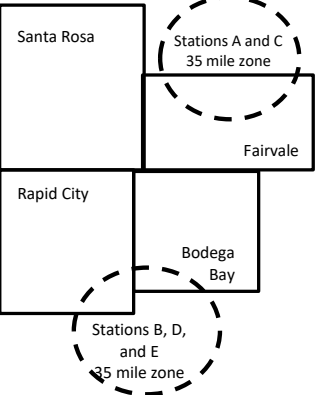 Santa Rosa
Stations A and C
35 mile zone
Fairvale
Rapid City
Bodega
Bay
Stations B, D,
and E
35 mile zone